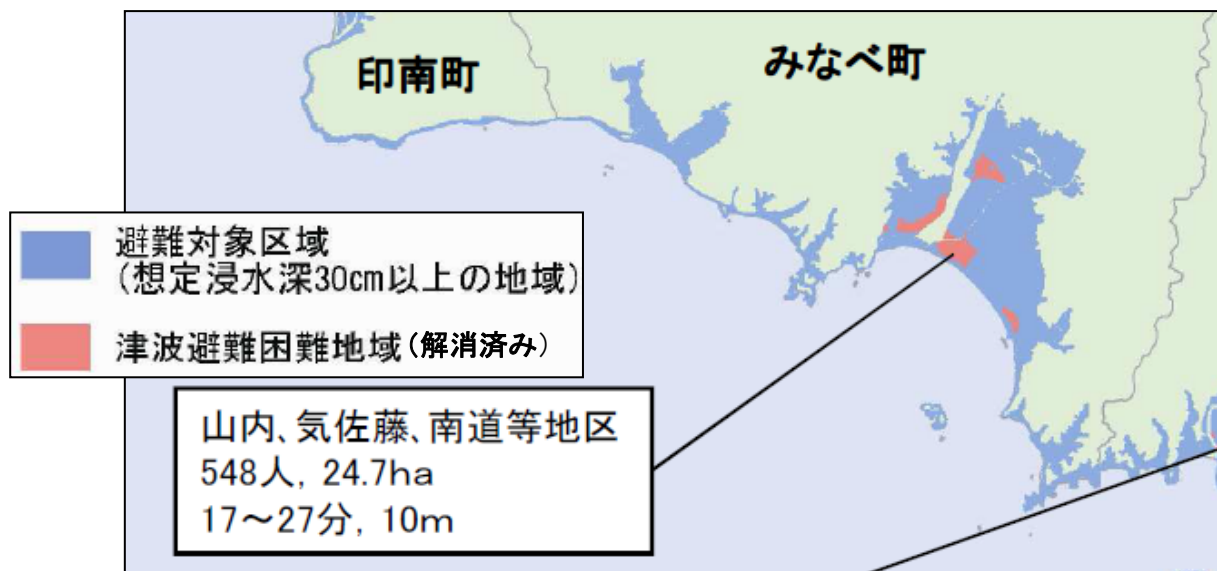 印南町
みなべ町
避難対象区域
(想定浸水深30㎝以上の地域)
津波避難困難地域(解消済み)
山内、気佐藤、南道等地区
548人, 24.7ha
17～27分, 10m